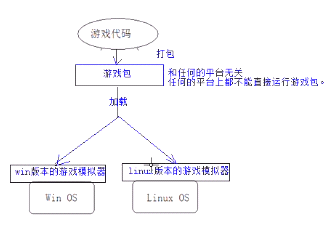 游戏代码
打包
游戏包
和任何的平台无关
任何的平台上都不能直接运行游戏包。
加载
win版本的游戏模拟器
linux版本的游戏模拟器
Win OS
Linux OS